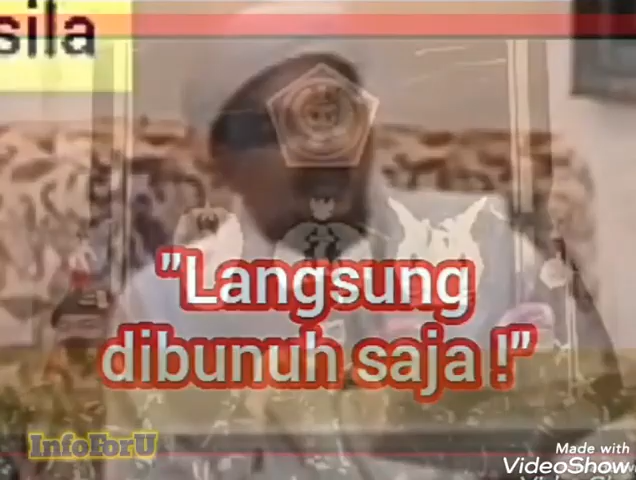 sila
"Langsung
dibunuh saja !"
InfoForU
Made with
VideoShow